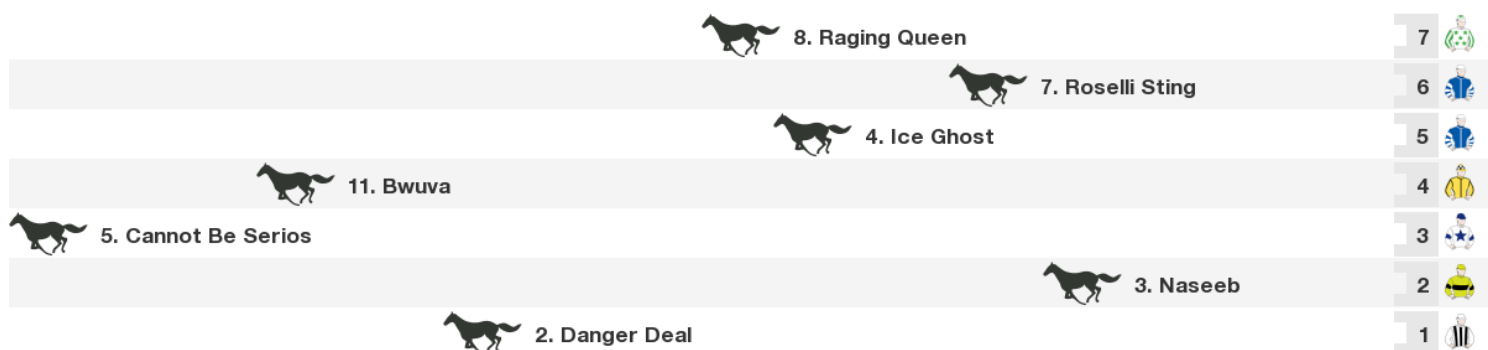 8. Raging Queen 7
7. Roselli Sting 6
4. Ice Ghost 5
11. Bwuva 4
5. Cannot Be Serios 3
3. Naseeb 2
2. Danger Deal 1